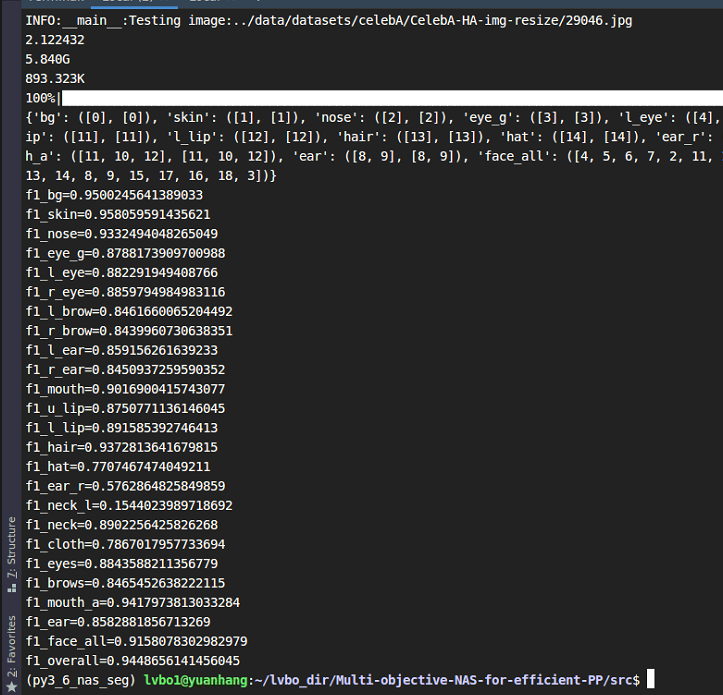 INFO:__main__:Testing image:../data/datasets/celebA/CelebA-HA-img-resize/29046.jpg
2.122432
5.840G
893.323K
100%|
{'bg': ([0], [0]), 'skin': ([1], [1]), 'nose': ([2], [2]), 'eye_g': ([3], [3]), 'l_eye': ([4],
ip': ([11], [11]), 'l_lip': ([12], [12]), 'hair': ([13], [13]), 'hat': ([14], [14]), 'ear_r':
h_a': ([11, 10, 12], [11, 10, 12]), 'ear': ([8, 9], [8, 9]), 'face_all': ([4, 5, 6, 7, 2, 11,
13, 14, 8, 9, 15, 17, 16, 18, 3])}
f1_bg=0.9500245641389033
f1_skin=0.958059591435621
f1_nose=0.9332494048265049
f1_eye_g=0.8788173909700988
f1_l_eye=0.882291949408766
f1_r_eye=0.8859794984983116
f1_l_brow=0.8461660065204492
f1_r_brow=0.8439960730638351
f1_l_ear=0.859156261639233
f1_r_ear=0.8450937259590352
f1_mouth=0.9016900415743077
f1_u_lip=0.8750771136146045
f1_l_lip=0.891585392746413
f1_hair=0.9372813641679815
f1_hat=0.7707467474049211
f1_ear_r=0.5762864825849859
f1_neck_l=0.1544023989718692
f1_neck=0.8902256425826268
f1_cloth=0.7867017957733694
f1_eyes=0.8843588211356779
f1_brows=0.8465452638222115
f1_mouth_a=0.9417973813033284
f1_ear=0.8582881856713269
f1_face_all=0.9158078302982979
f1_overall=0.9448656141456045
(py3_6_nas_seg) lvbo1@yuanhang:~/lvbo_dir/Multi-objective-NAS-for-efficient-PP/src$
7: Structure
2: Favorites